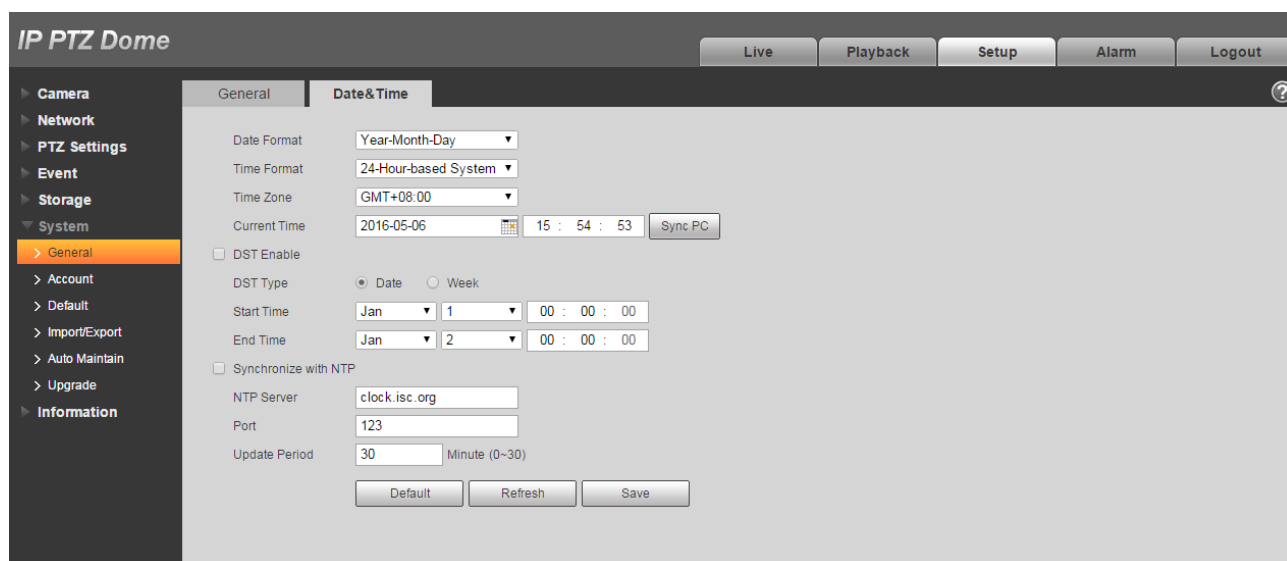 IP PTZ Dome
Live Playback Setup Alarm Logout
Camera
Network
PTZ Settings
Event
Storage
System
General
Account
Default
Import/Export
Auto Maintain
Upgrade
Information
General Date&Time
?
Date Format Year-Month-Day
Time Format 24-Hour-based System
Time Zone GMT+08:00
Current Time 2016-05-06 15 : 54 : 53 Sync PC
DST Enable
DST Type Date Week
Start Time Jan 1 00 : 00 : 00
End Time Jan 2 00 : 00 : 00
Synchronize with NTP
NTP Server clock.isc.org
Port 123
Update Period 30 Minute (0~30)
Default Refresh Save